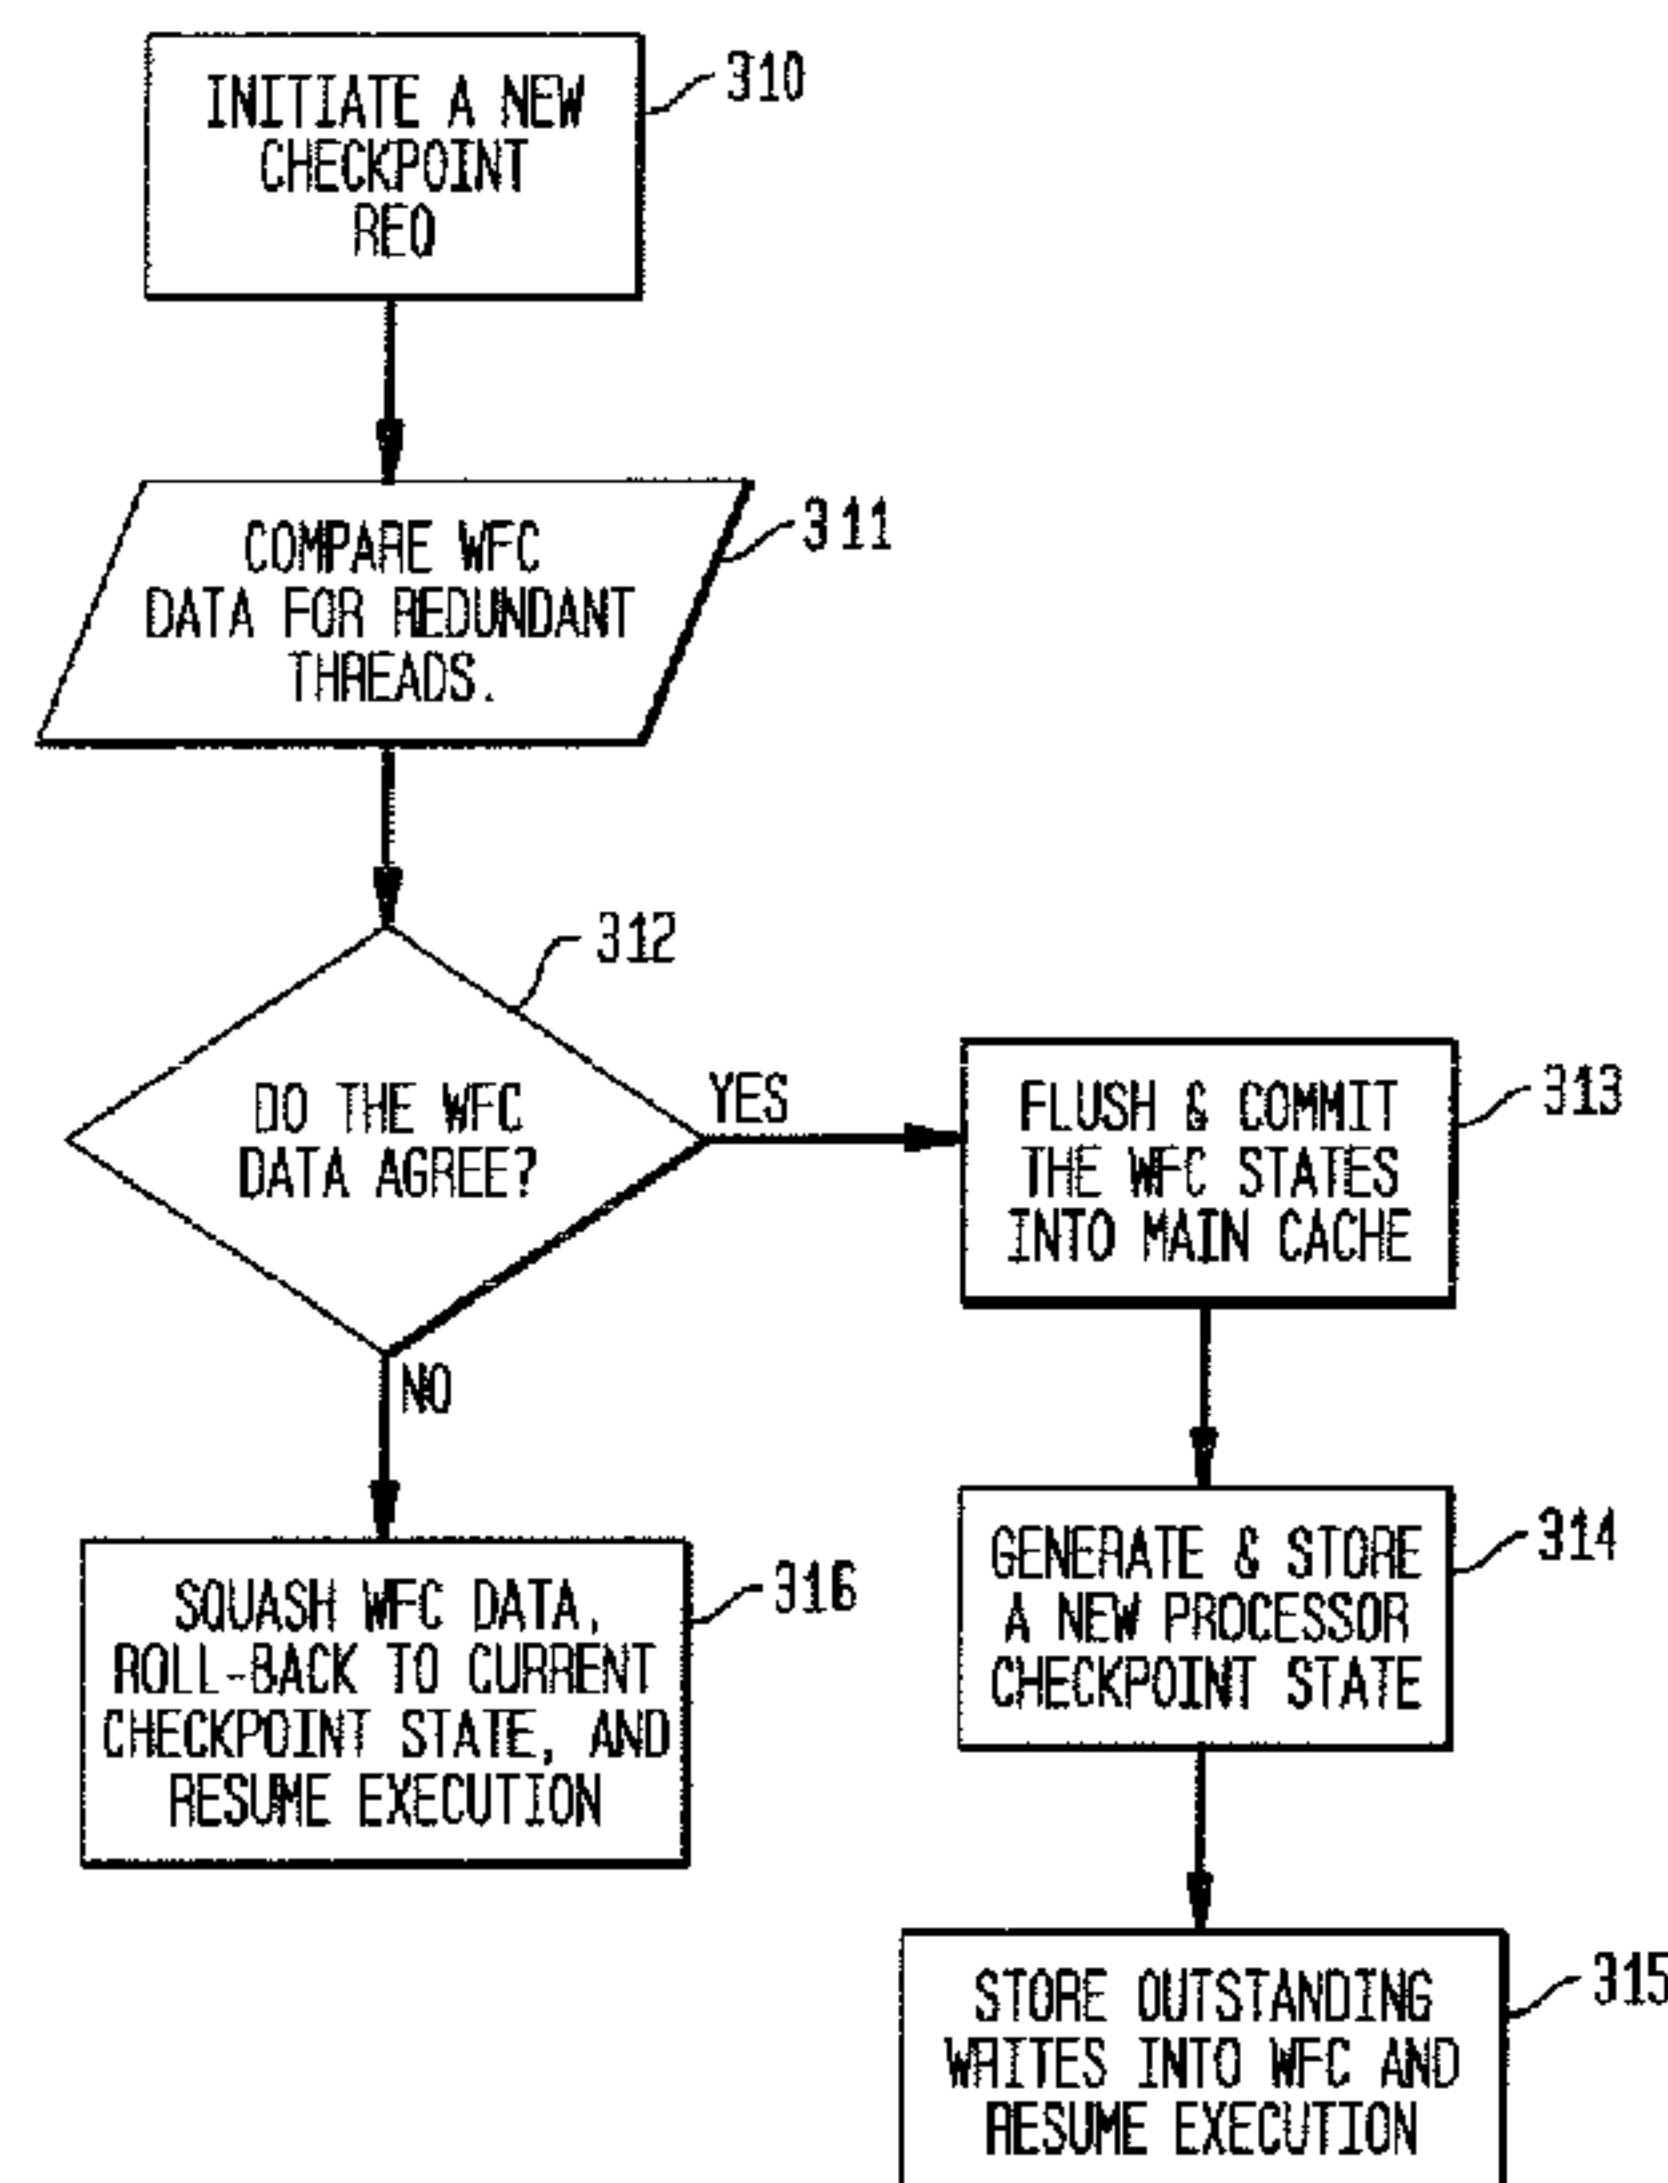 INITIATE A NEW
CHECKPOINT
REQ
310
COMPARE WFC
DATA FOR REDUNDANT
THREADS.
311
312
DO THE WFC
DATA AGREE?
YES
NO
FLUSH & COMMIT
THE WFC STATES
INTO MAIN CACHE
313
GENERATE & STORE
A NEW PROCESSOR
CHECKPOINT STATE
314
SQUASH WFC DATA,
ROLL-BACK TO CURRENT
CHECKPOINT STATE, AND
RESUME EXECUTION
316
STORE OUTSTANDING
WRITES INTO WFC AND
RESUME EXECUTION
315